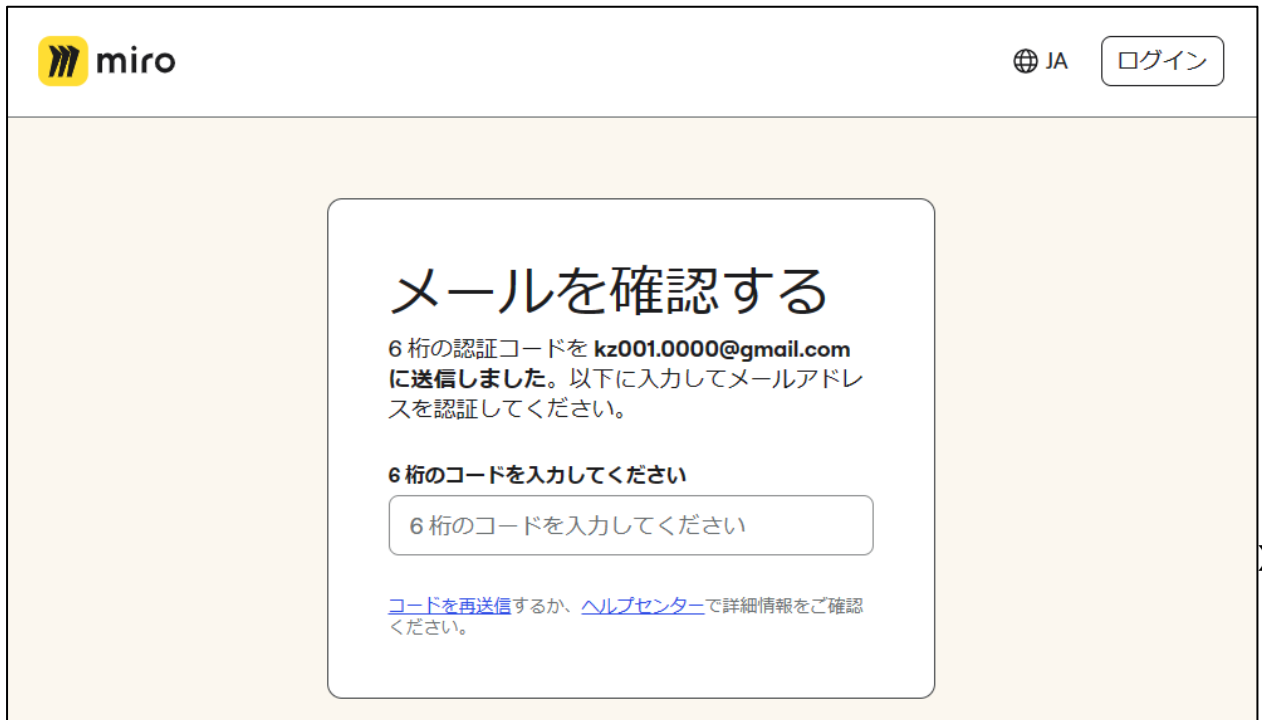 miro
JA
ログイン
メールを確認する
6 桁の認証コードを kz001.0000@gmail.com
に送信しました。以下に入力してメールアドレ
スを認証してください。
6 桁のコードを入力してください
6 桁のコードを入力してください
コードを再送信するか、ヘルプセンターで詳細情報をご確認
ください。